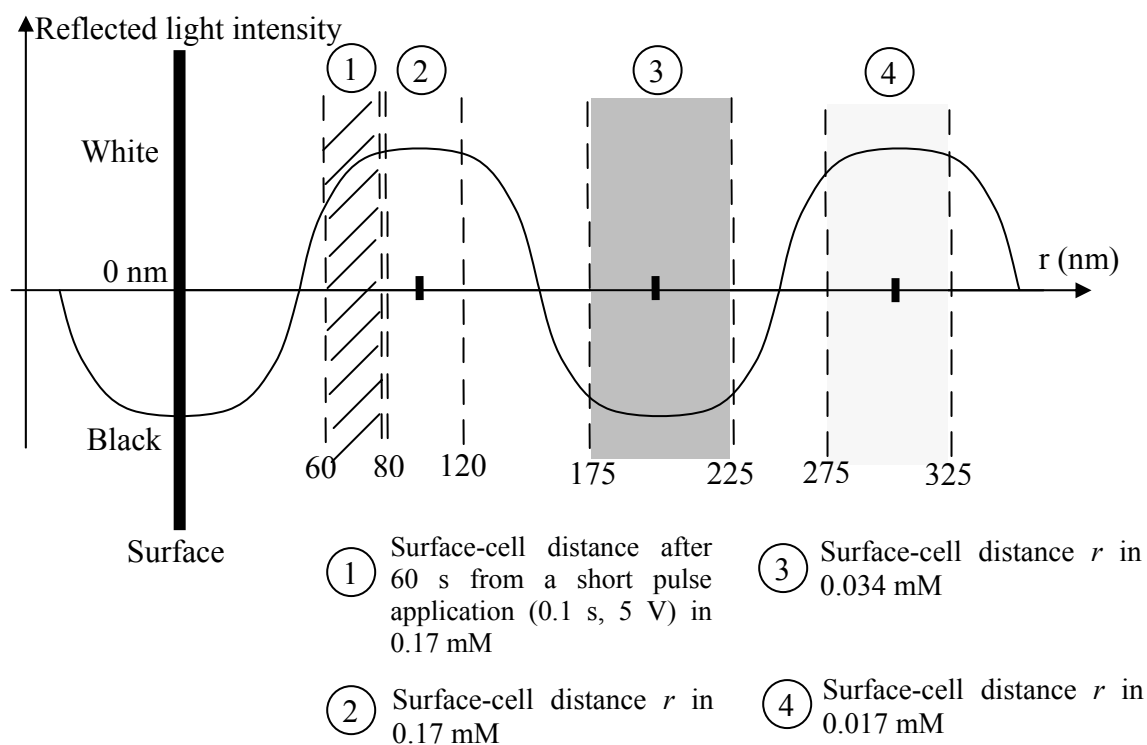 Reflected light intensity
1
2
3
4
White
0 nm
r (nm)
Black
60
80
120
175
225
275
325
Surface
1
Surface-cell distance after
60 s from a short pulse
application (0.1 s, 5 V) in
0.17 mM
3
Surface-cell distance r in
0.034 mM
2
Surface-cell distance r in
0.17 mM
4
Surface-cell distance r in
0.017 mM